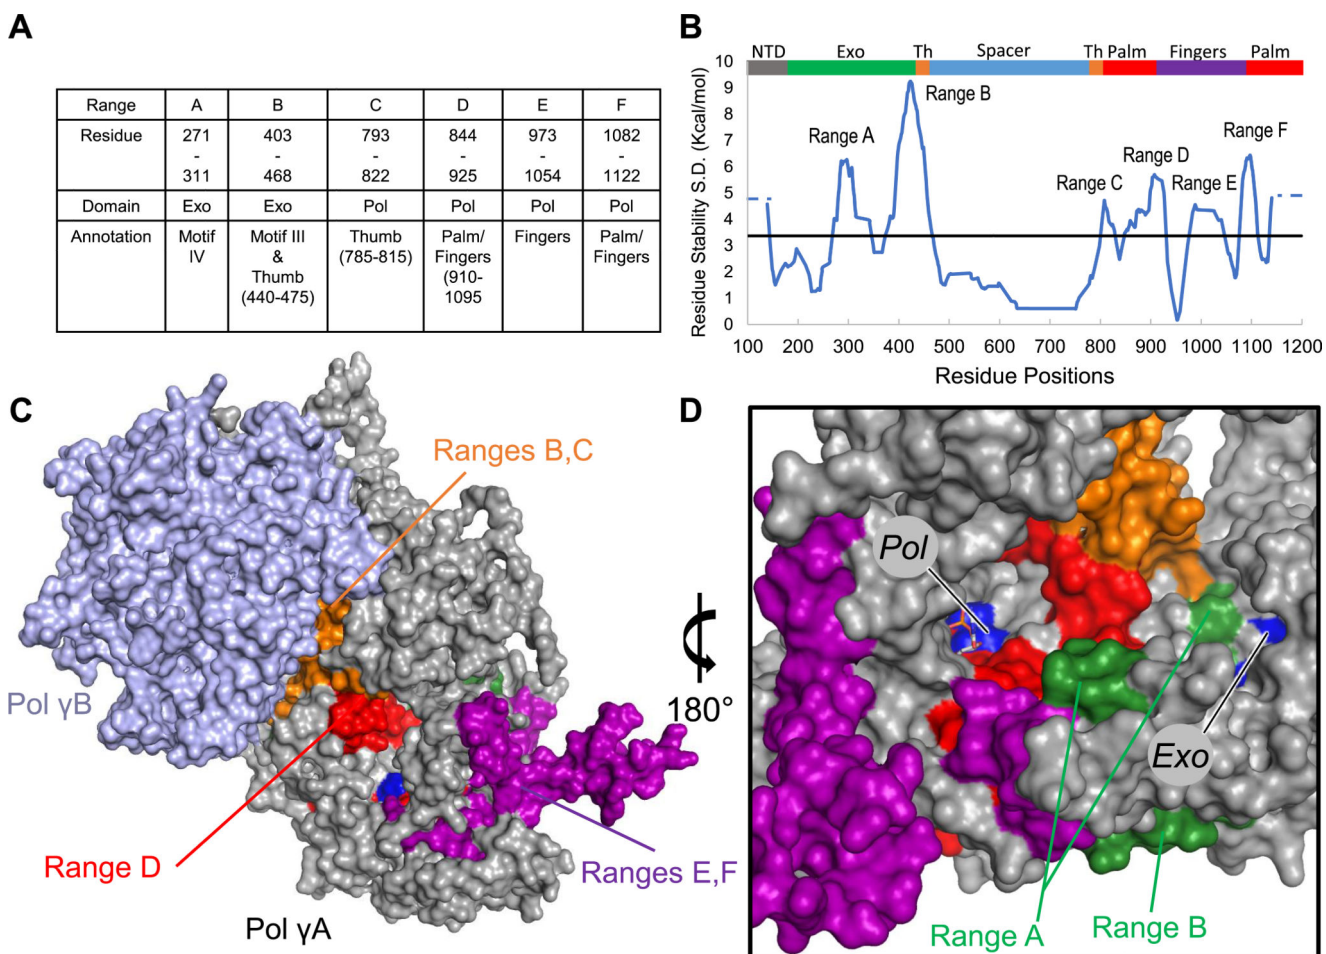 A
Range A B C D E F
Residue 271 403 793 844 973 1082
- - - - - -
311 468 822 925 1054 1122
Domain Exo Exo Pol Pol Pol Pol
Annotation Motif Motif III Thumb Palm/ Fingers Palm/
IV & (785-815) Fingers Fingers
Thumb (910-
(440-475) 1095
B
NTD Exo Th Spacer Th Palm Fingers Palm
Residue Stability S.D. (Kcal/mol)
10
9
8
7
6
5
4
3
2
1
0
Range A
Range B
Range C
Range D
Range E
Range F
100 200 300 400 500 600 700 800 900 1000 1100 1200
Residue Positions
C
Ranges B,C
Pol γB
Range D
Ranges E,F
Pol γA
180°
D
Pol
Exo
Range A
Range B